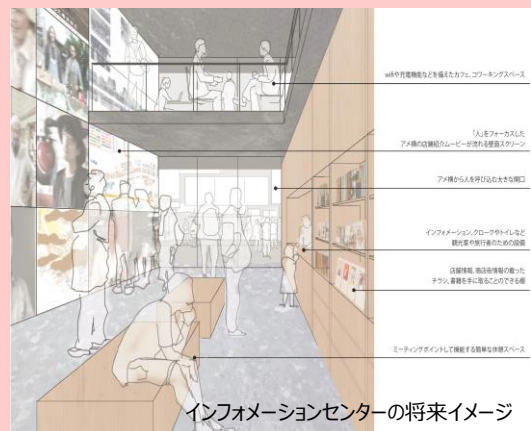 wifiや充電機能などを備えたカフェ、コワーキングスペース
「人」をフォーカスした
アメ横の店舗紹介ムービーが流れる壁面スクリーン
アメ横から人を呼び込む大きな開口
インフォメーション、クロークやトイレなど
観光客や旅行者のための設備
店舗情報、商店街情報の載った
チラシ、書籍を手に取ることのできる棚
ミーティングポイントして機能する簡単な休憩スペース
インフォメーションセンターの将来イメージ